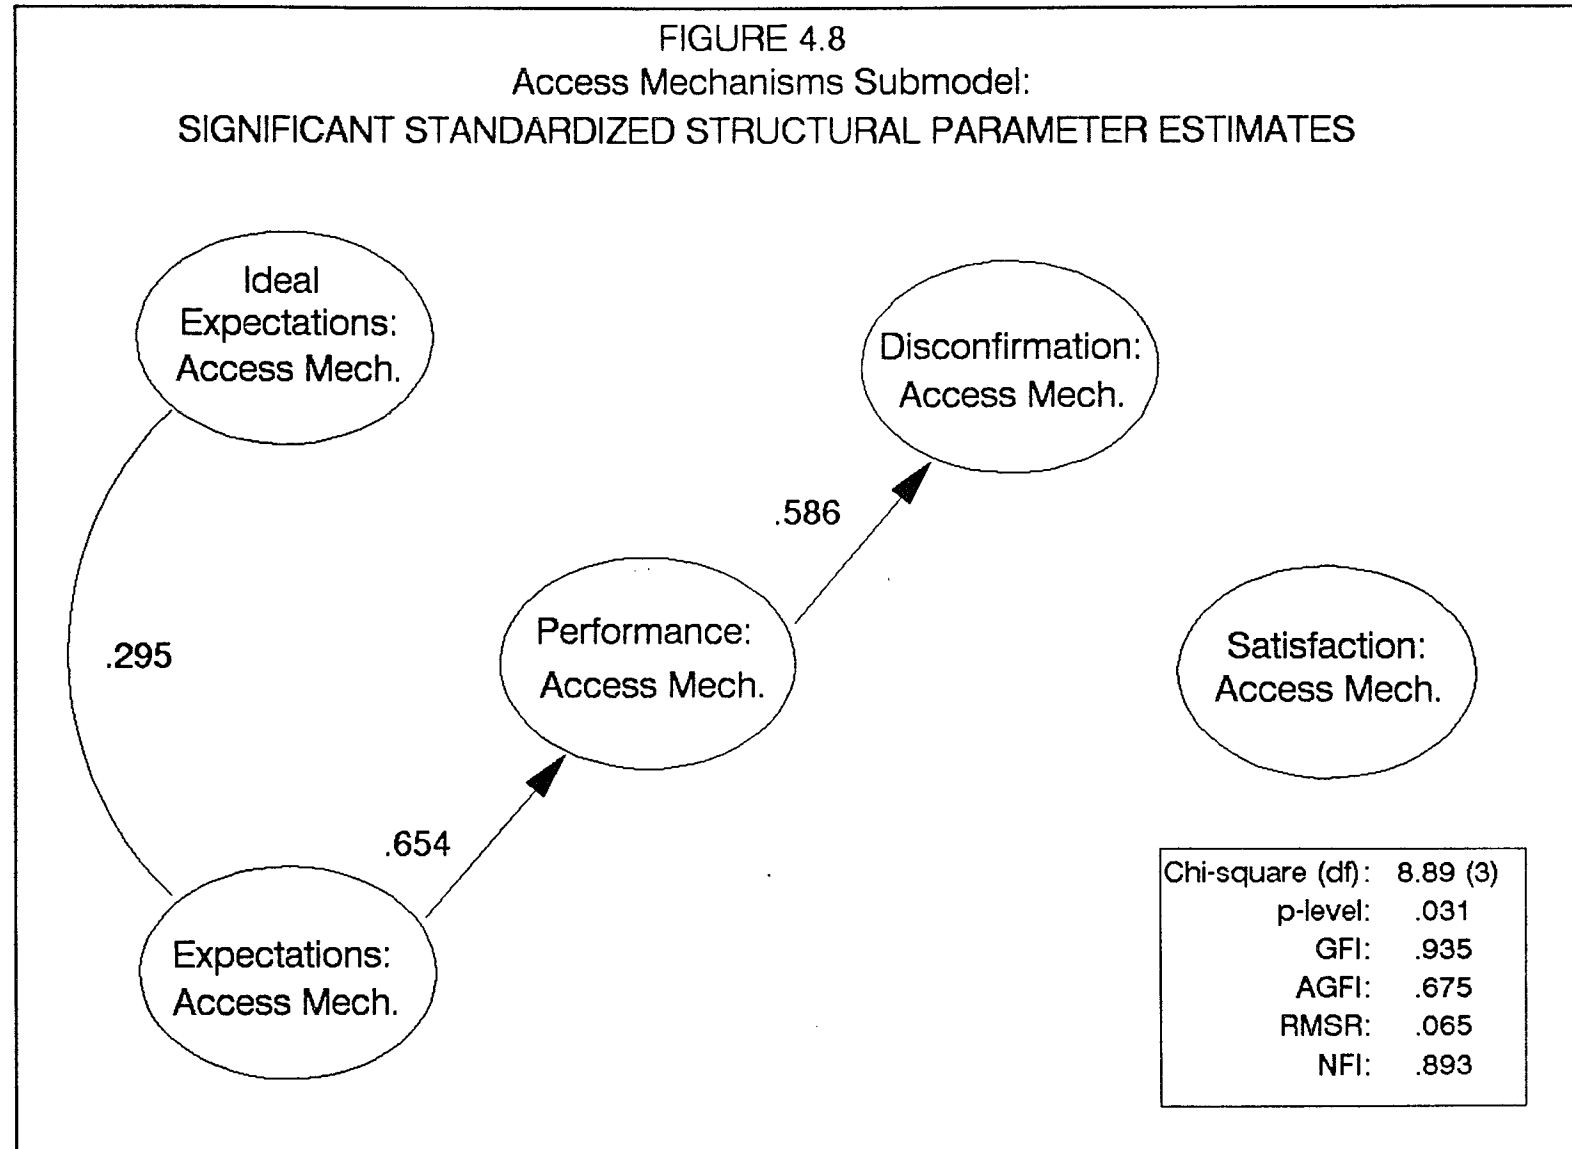 FIGURE 4.8
Access Mechanisms Submodel:
SIGNIFICANT STANDARDIZED STRUCTURAL PARAMETER ESTIMATES
Ideal
Expectations:
Access Mech.
Disconfirmation:
Access Mech.
.586
Performance:
Access Mech.
.295
Satisfaction:
Access Mech.
.654
Expectations:
Access Mech.
Chi-square (df): 8.89 (3)
p-level: .031
GFI: .935
AGFI: .675
RMSR: .065
NFI: .893